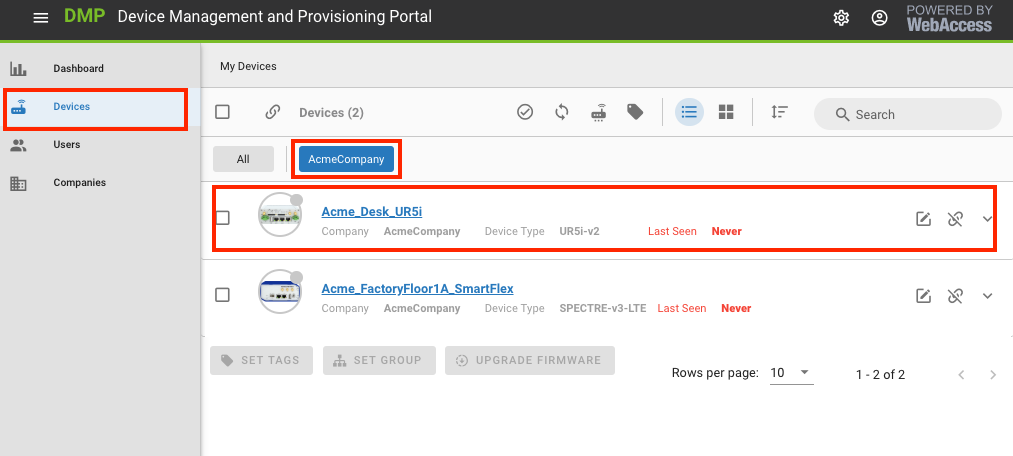 DMP Device Management and Provisioning Portal
POWERED BY
WebAccess
Dashboard
Devices
Users
Companies
My Devices
Devices (2)
Search
All
AcmeCompany
Acme_Desk_UR5i
Company AcmeCompany Device Type UR5i-v2 Last Seen Never
Acme_FactoryFloor1A_SmartFlex
Company AcmeCompany Device Type SPECTRE-v3-LTE Last Seen Never
SET TAGS SET GROUP UPGRADE FIRMWARE
Rows per page: 10 1 - 2 of 2